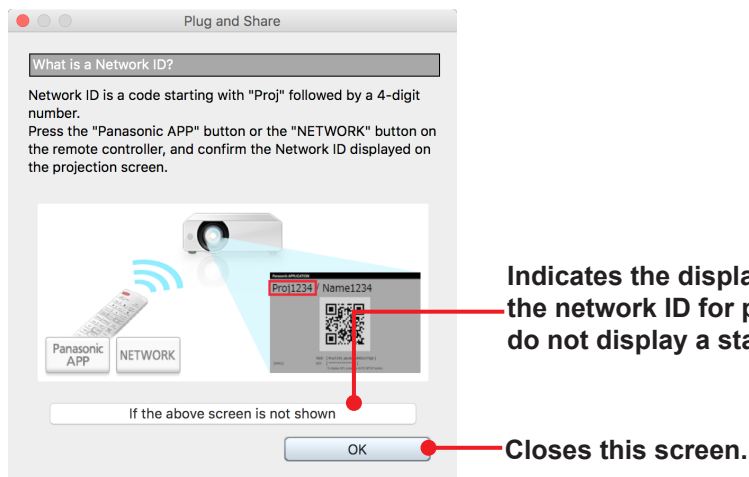 Plug and Share
What is a Network ID?
Network ID is a code starting with "Proj" followed by a 4-digit
number.
Press the "Panasonic APP" button or the "NETWORK" button on
the remote controller, and confirm the Network ID displayed on
the projection screen.
Panasonic APPLICATION
Proj1234 / Name1234
Panasonic
APP
NETWORK
If the above screen is not shown
OK
Indicates the displa
the network ID for p
do not display a sta
Closes this screen.